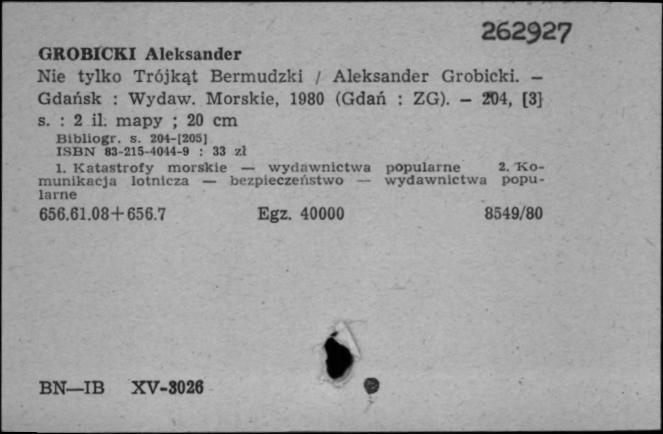 262927
GROBICKI Aleksander
Nie tylko Trójkąt Bermudzki / Aleksander Grobicki. —
Gdańsk : Wydaw. Morskie, 1980 (Gdań : ZG). — 204, [3]
s. : 2 il. mapy ; 20 cm
Bibliogr. s. 204-[205]
ISBN 83-215-4044-9 : 33 zł
1. Katastrofy morskie — wydawnictwa popularne 2. Ko-
munikacja lotnicza — bezpieczeństwo — wydawnictwa popu-
larne
656.61.08+656.7 Egz. 40000 8549/80
BN—IB XV-3026